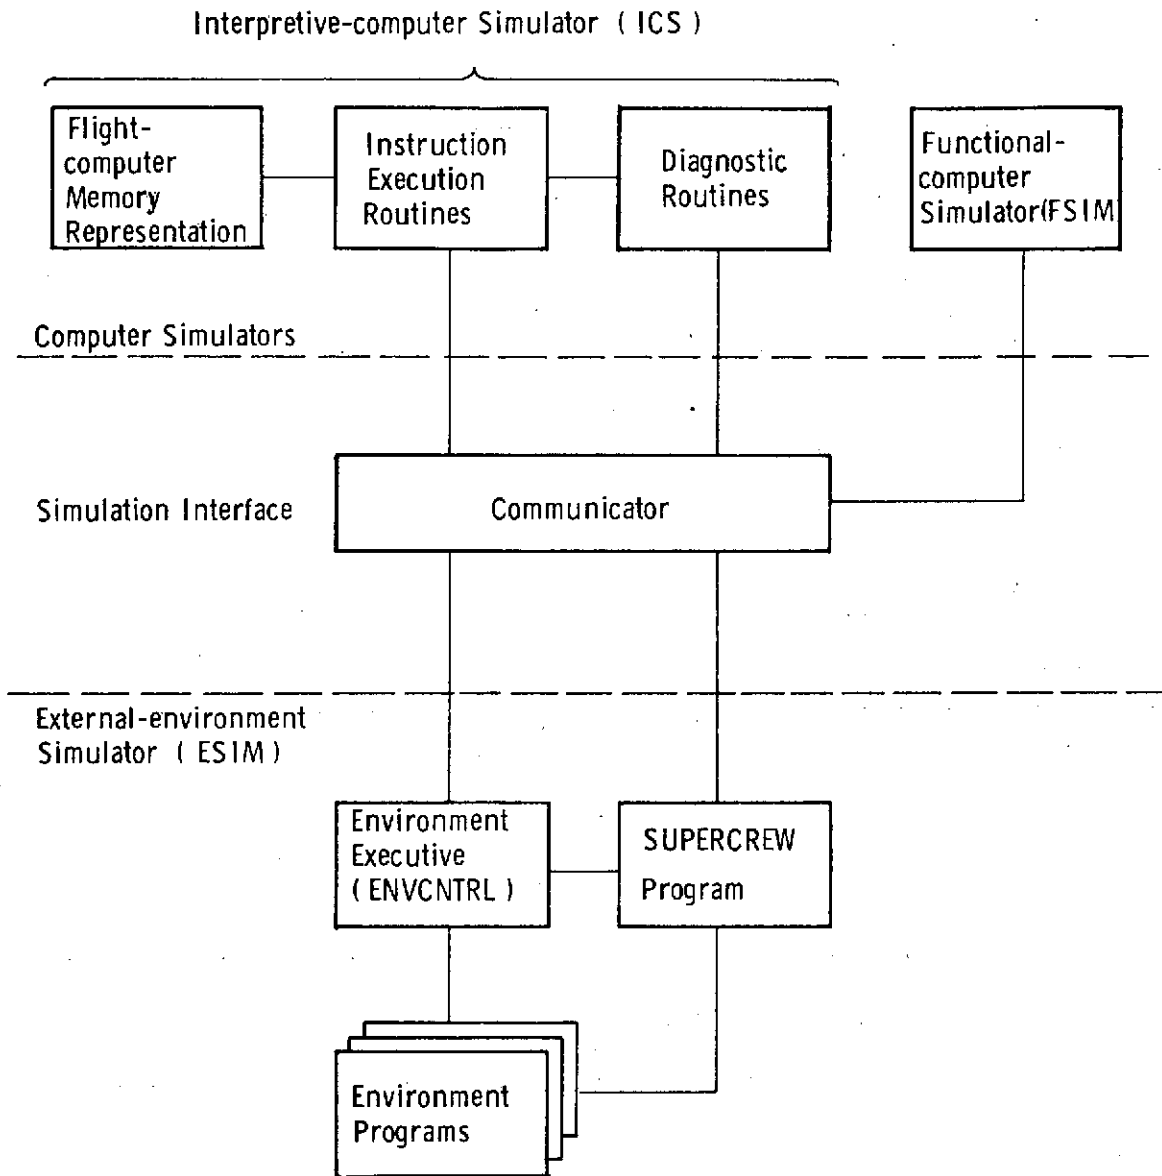 Interpretive-computer Simulator ( ICS )
Flight-
computer
Memory
Representation
Instruction
Execution
Routines
Diagnostic
Routines
Functional-
computer
Simulator(FSIM
Computer Simulators
Simulation Interface
Communicator
External-environment
Simulator ( ESIM )
Environment
Executive
( ENVCNTRL )
SUPERCREW
Program
Environment
Programs